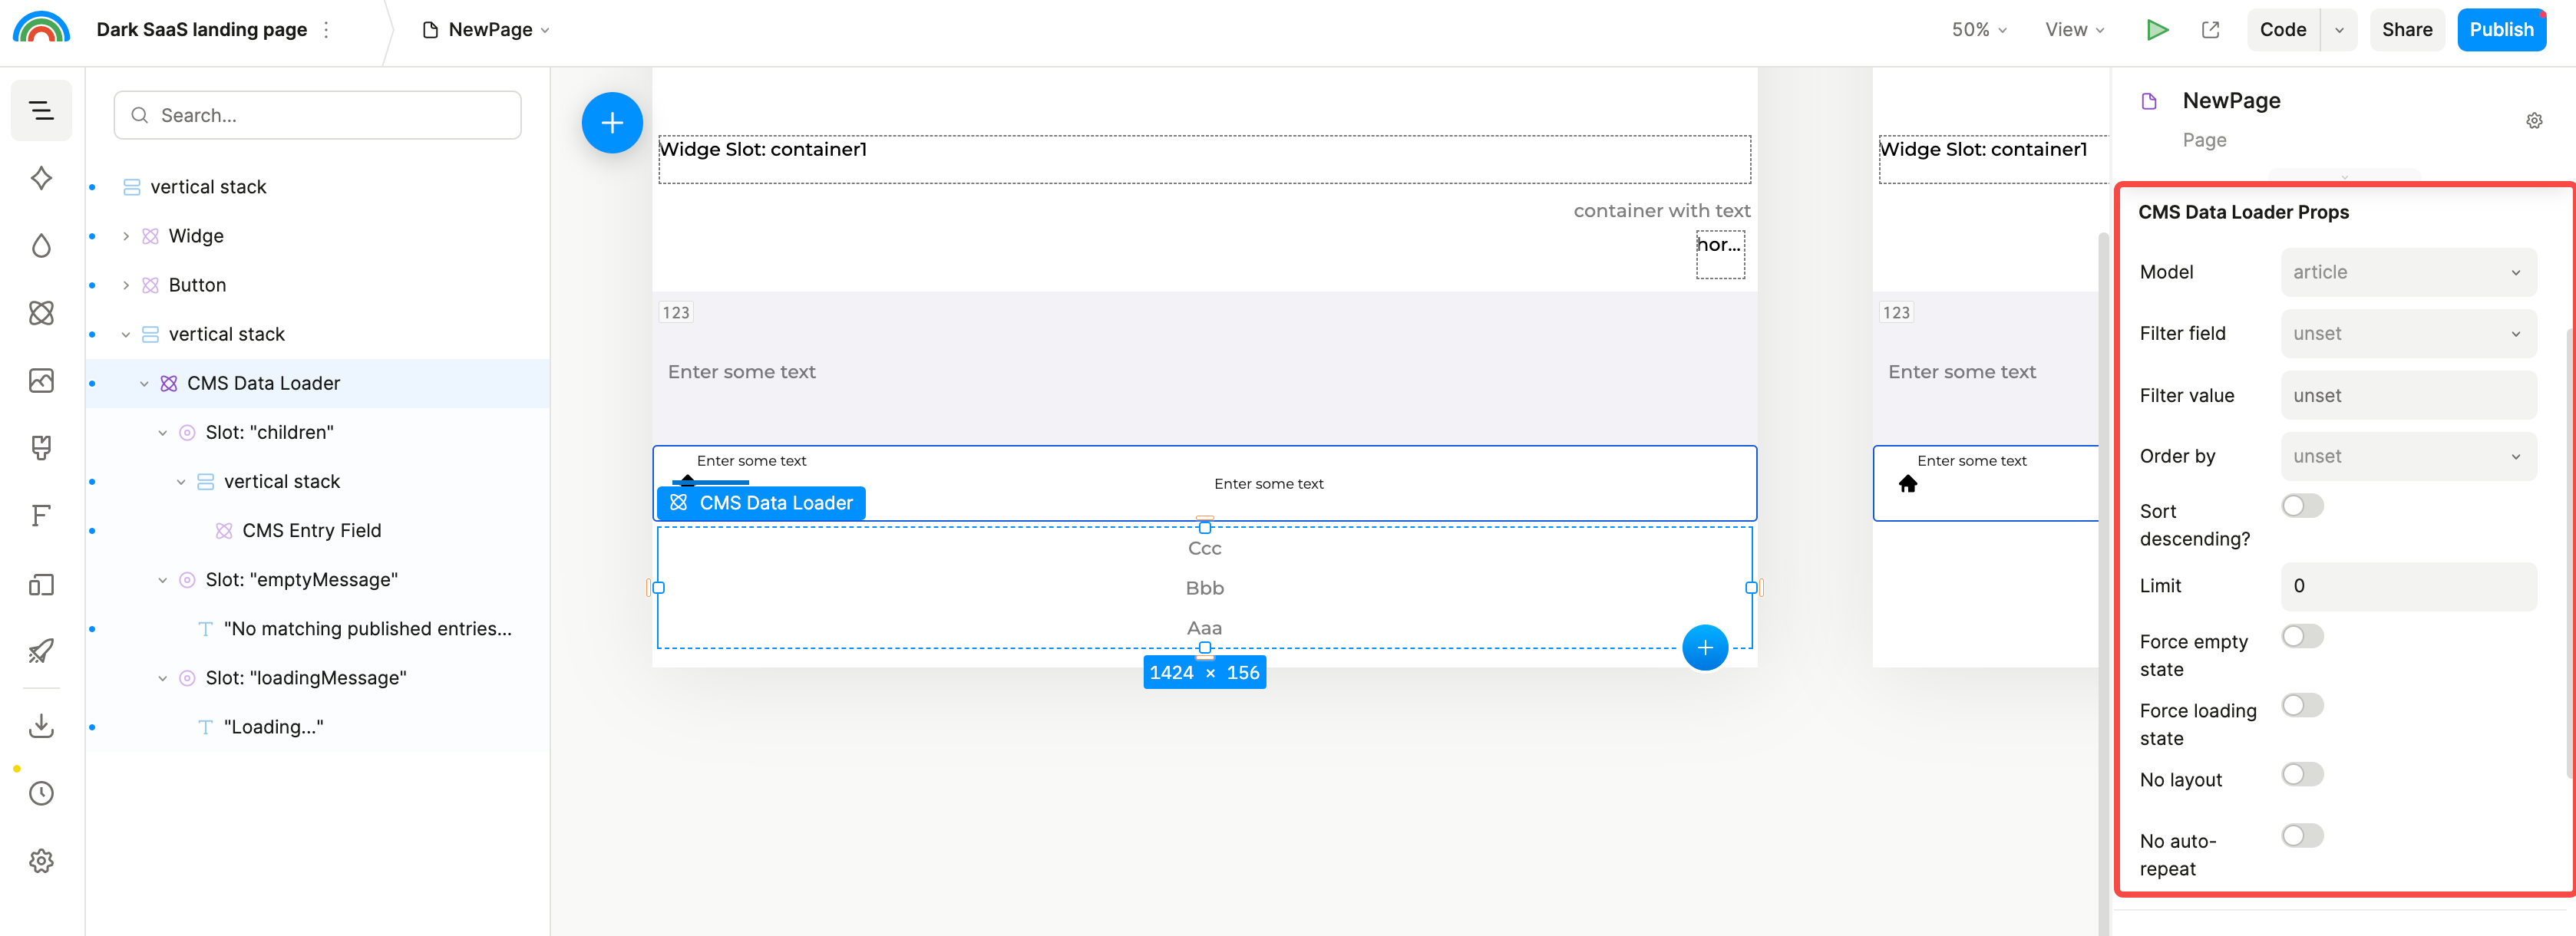 Dark SaaS landing page
NewPage
50%
View
Code
Share
Publish
Search...
vertical stack
Widge
Button
vertical stack
CMS Data Loader
Slot: "children"
vertical stack
CMS Entry Field
Slot: "emptyMessage"
"No matching published entries...
Slot: "loadingMessage"
"Loading..."
Widge Slot: container1
container with text
hor...
123
Enter some text
Enter some text
Enter some text
CMS Data Loader
Ccc
Bbb
Aaa
1424 × 156
Widge Slot: container1
123
Enter some text
Enter some text
NewPage
Page
CMS Data Loader Props
Model
article
Filter field
unset
Filter value
unset
Order by
unset
Sort
descending?
Limit
0
Force empty
state
Force loading
state
No layout
No auto-
repeat